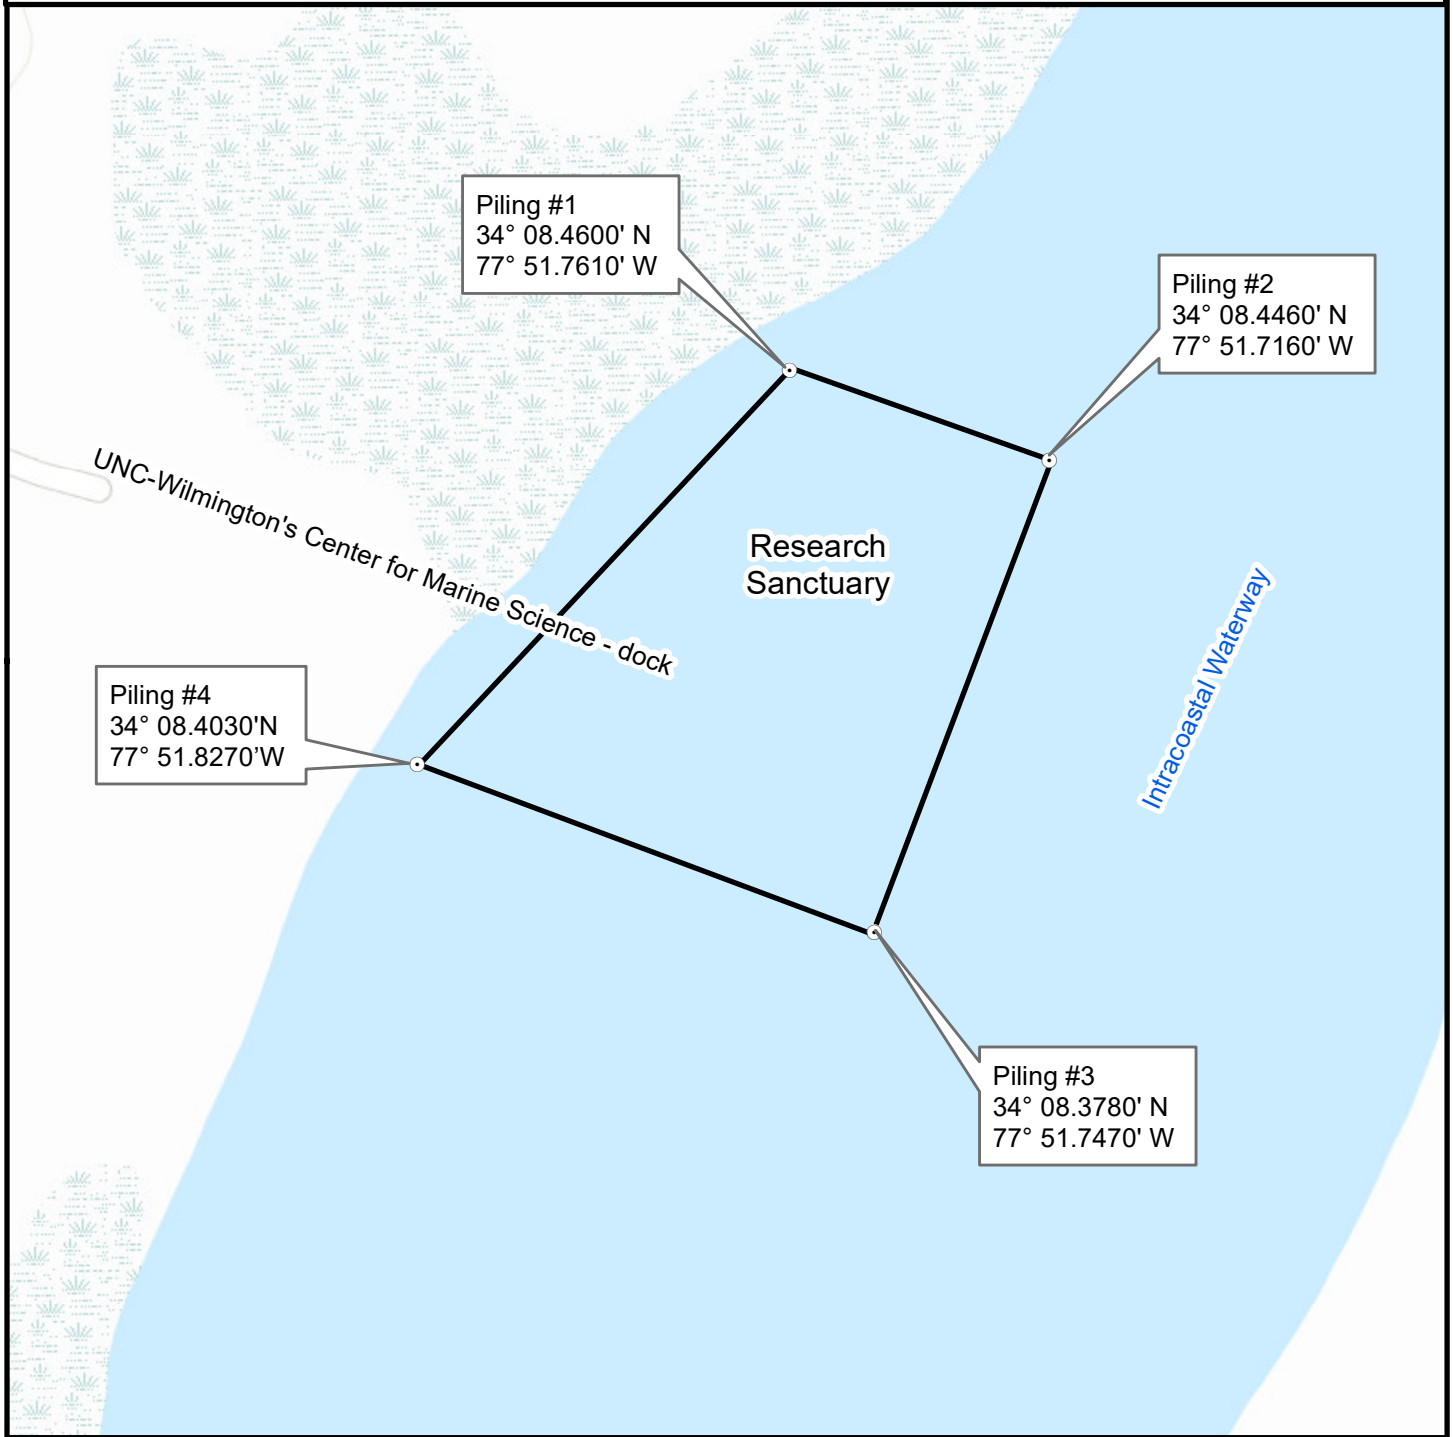 Piling #1
34° 08.4600' N
77° 51.7610' W
Piling #2
34° 08.4460' N
77° 51.7160' W
UNC-Wilmington's Center for Marine Science - dock
Research
Sanctuary
Intracoastal Waterway
Piling #4
34° 08.4030'N
77° 51.8270’W
Piling #3
34° 08.3780' N
77° 51.7470' W